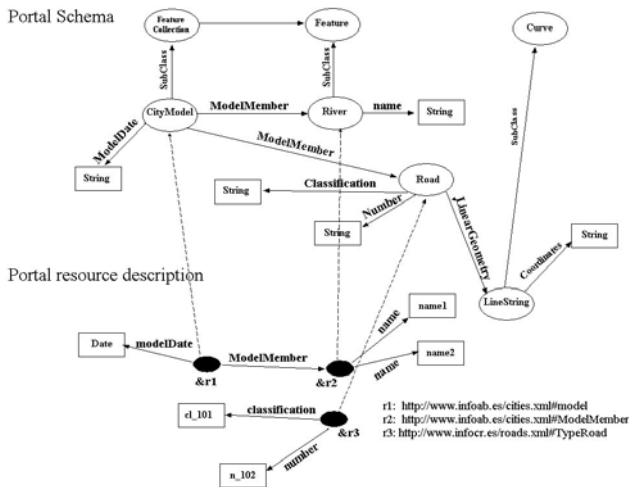 Portal Schema
Feature
Collection
Feature
Curve
SubClass
SubClass
SubClass
CityModel
ModelMember
River
name
String
ModelDate
ModelMember
String
Road
String
Classification
Number
String
LinearGeometry
String
Coordinates
LineString
Portal resource description
Date
modelDate
ModelMember
name
name1
name
name2
&r1
&r2
cl_101
classification
&r3
number
n_102
r1: http://www.infoab.es/cities.xml#model
r2: http://www.infoab.es/cities.xml#ModelMember
r3: http://www.infocr.es/roads.xml#TypeRoad